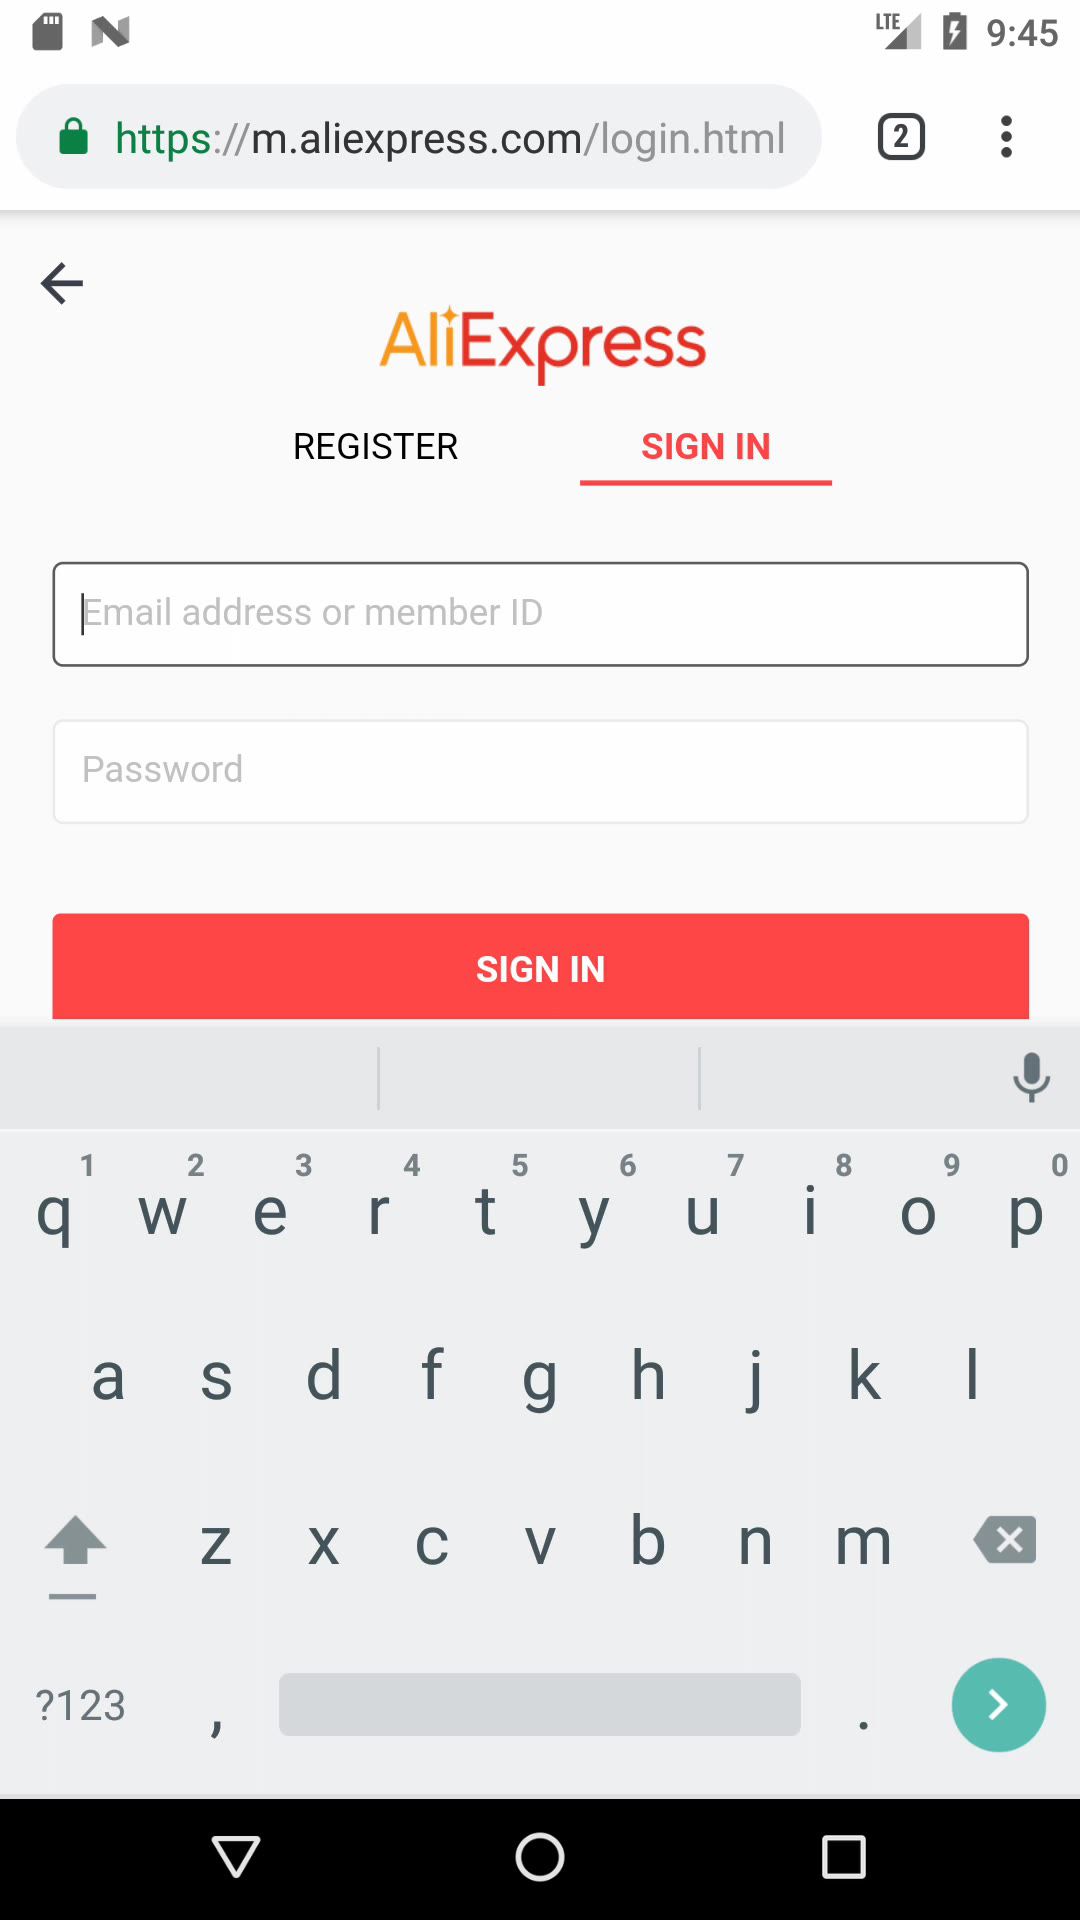 LTE 9:45
https://m.aliexpress.com/login.html 2
AliExpress
REGISTER SIGN IN
Email address or member ID
Password
SIGN IN
1 2 3 4 5 6 7 8 9 0
q w e r t y u i o p
a s d f g h j k l
z x c v b n m
?123 , .